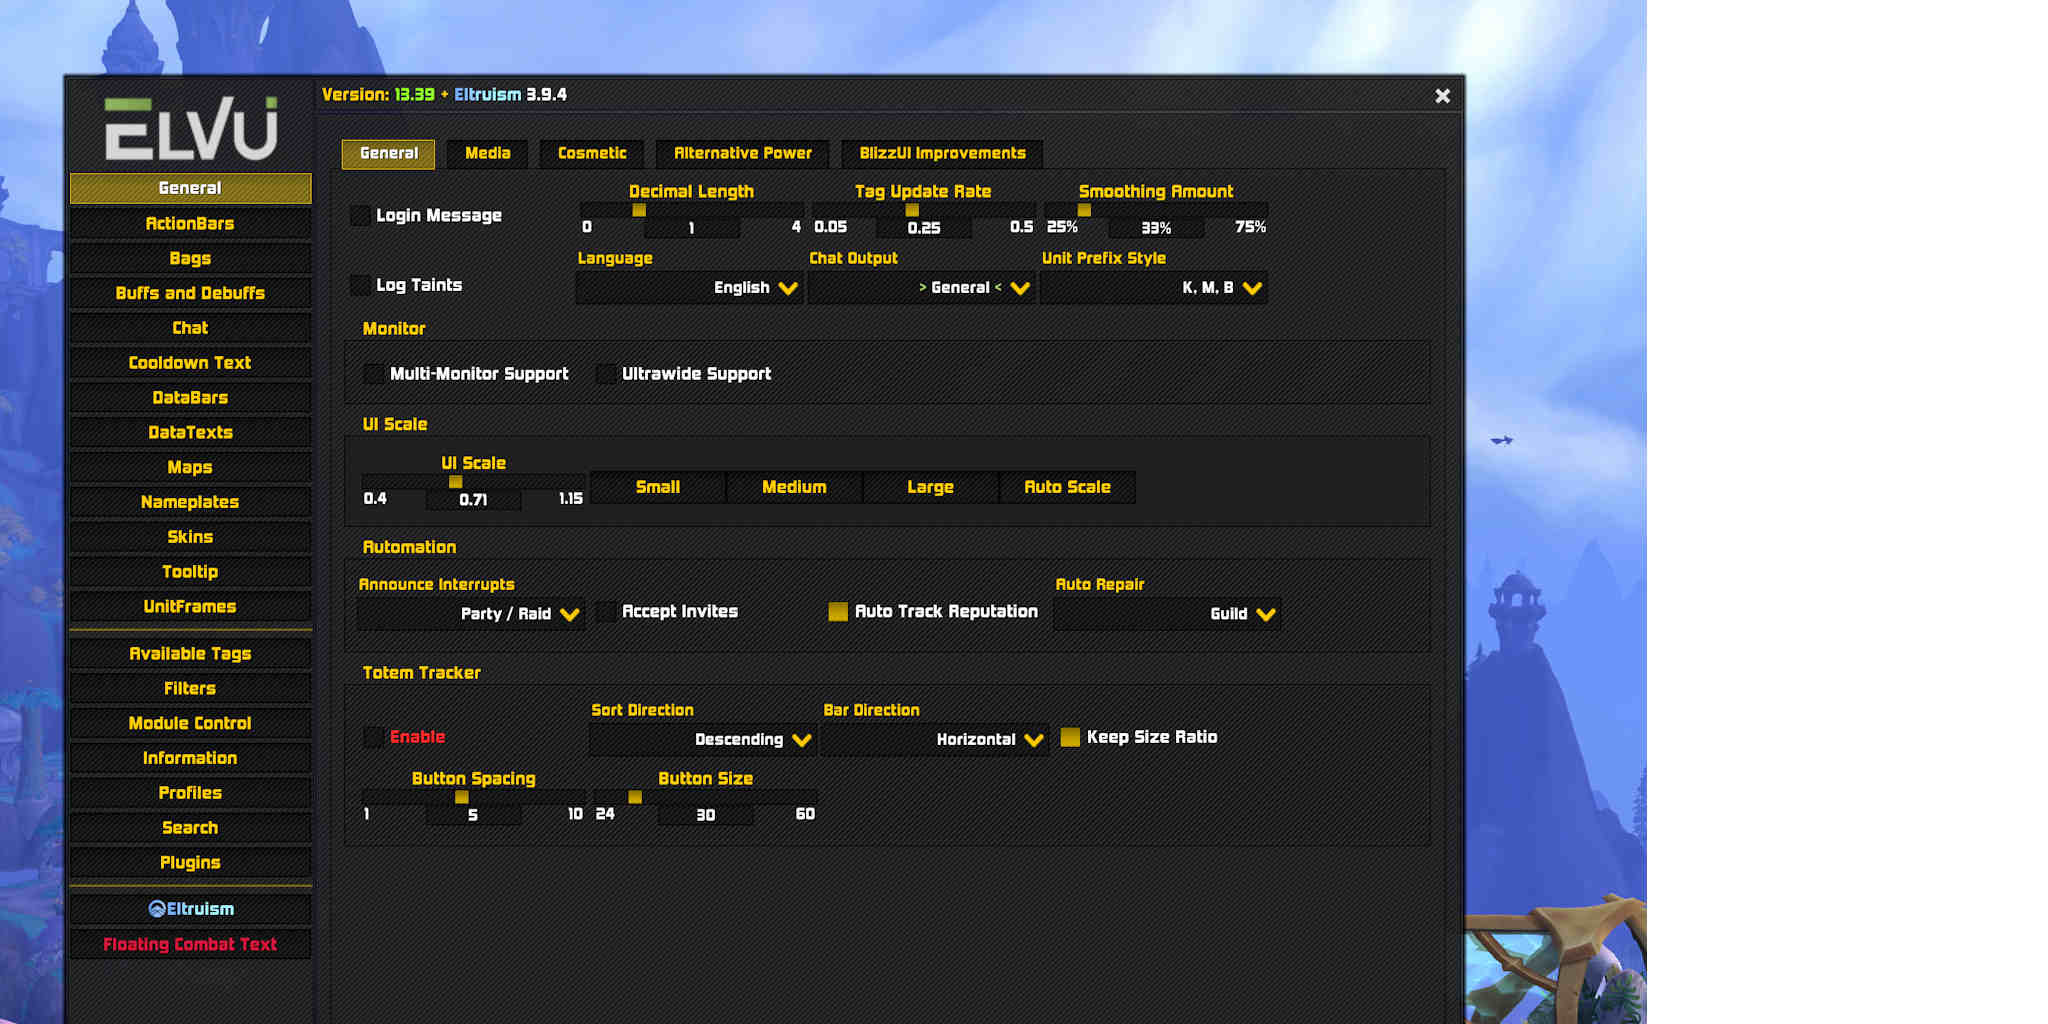 ELVUI
Version: 13.39 + Eltruism 3.9.4
General
ActionBars
Bags
Buffs and Debuffs
Chat
Cooldown Text
DataBars
DataTexts
Maps
Nameplates
Skins
Tooltip
UnitFrames
Available Tags
Filters
Module Control
Information
Profiles
Search
Plugins
Eltruism
Floating Combat Text
General Media Cosmetic Alternative Power BlizzUI Improvements
Decimal Length Tag Update Rate Smoothing Amount
Login Message
0 1 4 0.05 0.25 0.5 25% 33% 75%
Language Chat Output Unit Prefix Style
Log Taints English > General < K, M, B
Monitor
Multi-Monitor Support Ultrawide Support
UI Scale
UI Scale
0.4 0.71 1.15 Small Medium Large Auto Scale
Automation
Announce Interrupts Auto Repair
Party / Raid Accept Invites Auto Track Reputation Guild
Totem Tracker
Sort Direction Bar Direction
Enable Descending Horizontal Keep Size Ratio
Button Spacing Button Size
1 5 10 24 30 60